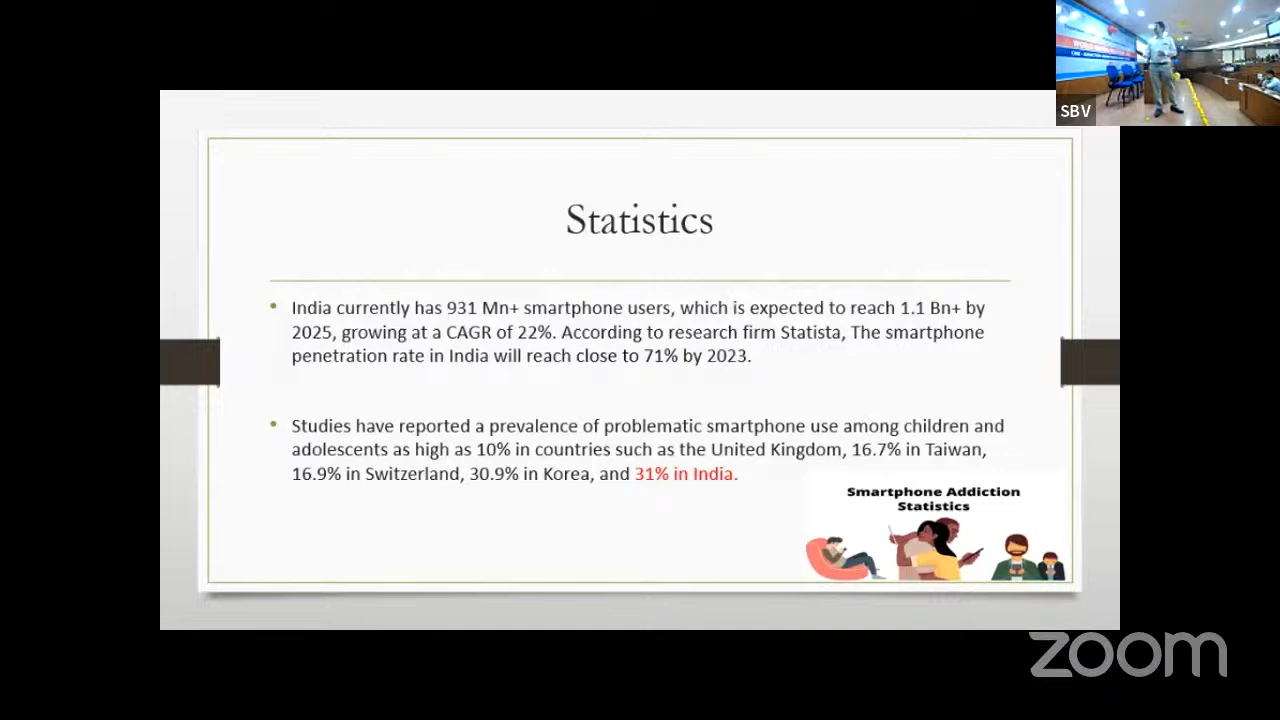 SBV
Statistics
• India currently has 931 Mn+ smartphone users, which is expected to reach 1.1 Bn+ by
2025, growing at a CAGR of 22%. According to research firm Statista, The smartphone
penetration rate in India will reach close to 71% by 2023.
• Studies have reported a prevalence of problematic smartphone use among children and
adolescents as high as 10% in countries such as the United Kingdom, 16.7% in Taiwan,
16.9% in Switzerland, 30.9% in Korea, and 31% in India.
Smartphone Addiction
Statistics
zoom